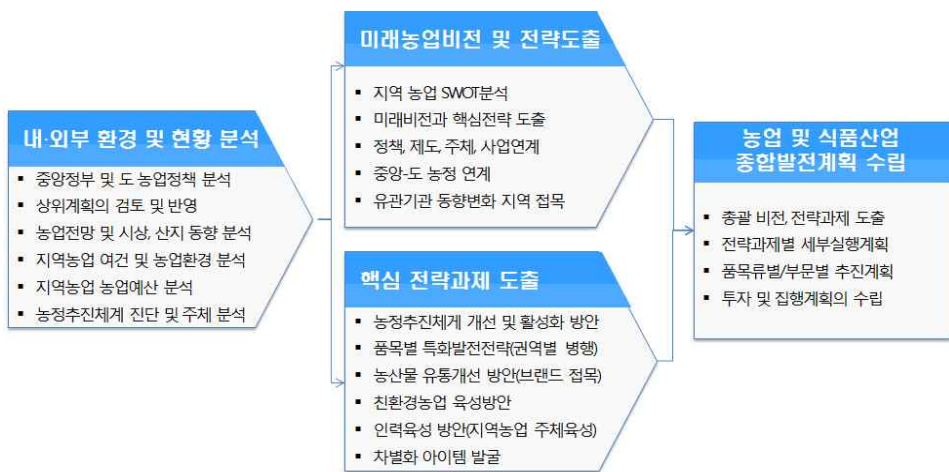 내·외부 환경 및 현황 분석
▪ 중앙정부 및 도 농업정책 분석
▪ 상위계획의 검토 및 반영
▪ 농업전망 및 시상, 산지 동향 분석
▪ 지역농업 여건 및 농업환경 분석
▪ 지역농업 농업예산 분석
▪ 농정추진체계 진단 및 주체 분석
미래농업비전 및 전략도출
▪ 지역 농업 SWOT분석
▪ 미래비전과 핵심전략 도출
▪ 정책, 제도, 주체, 사업연계
▪ 중앙-도 농정 연계
▪ 유관기관 동향변화 지역 접목
핵심 전략과제 도출
▪ 농정추진체게 개선 및 활성화 방안
▪ 품목별 특화발전전략(권역별 병행)
▪ 농산물 유통개선 방안(브랜드 접목)
▪ 친환경농업 육성방안
▪ 인력육성 방안(지역농업 주체육성)
▪ 차별화 아이템 발굴
농업 및 식품산업
종합발전계획 수립
▪ 총괄 비전, 전략과제 도출
▪ 전략과제별 세부실행계획
▪ 품목류별/부문별 추진계획
▪ 투자 및 집행계획의 수립